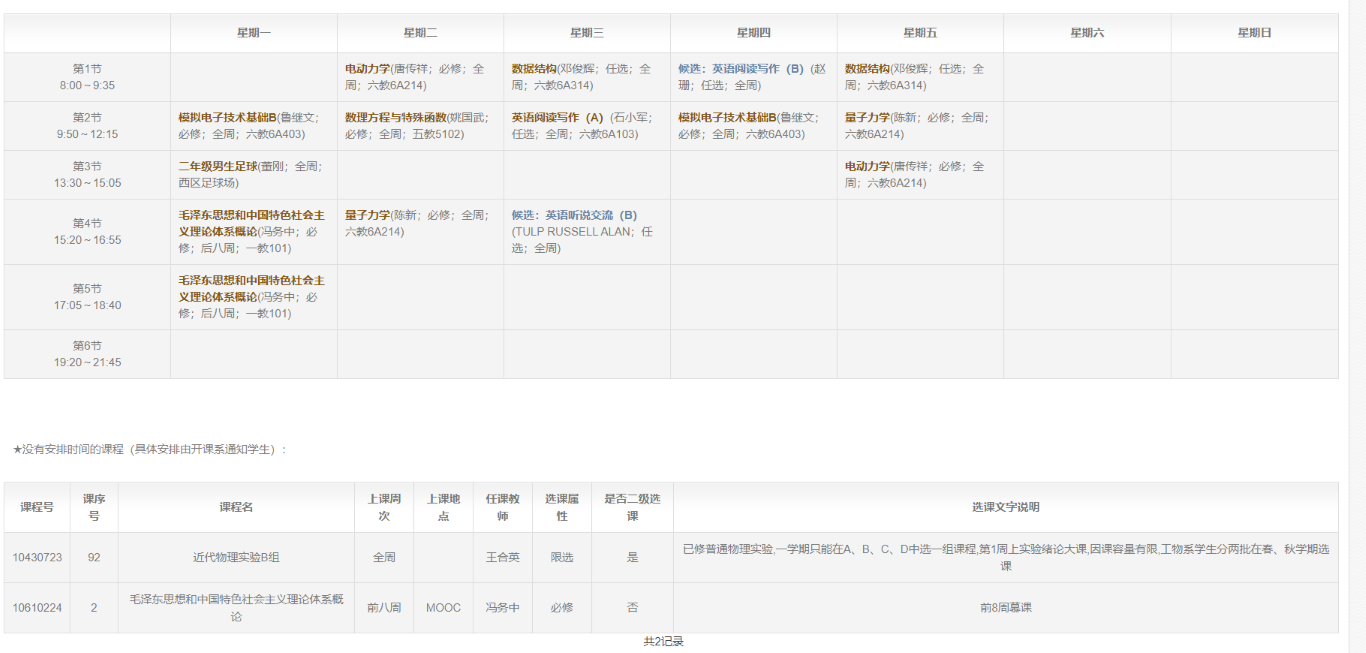 星期一 星期二 星期三 星期四 星期五 星期六 星期日
第1节
8:00～9:35
电动力学(唐传祥；必修；全
周；六教6A214)
数据结构(邓俊辉；任选；全
周；六教6A314)
候选：英语阅读写作（B）(赵
珊；任选；全周)
数据结构(邓俊辉；任选；全
周；六教6A314)
第2节
9:50～12:15
模拟电子技术基础B(鲁继文；
必修；全周；六教6A403)
数理方程与特殊函数(姚国武；
必修；全周；五教5102)
英语阅读写作（A）(石小军；
任选；全周；六教6A103)
模拟电子技术基础B(鲁继文；
必修；全周；六教6A403)
量子力学(陈新；必修；全周；
六教6A214)
第3节
13:30～15:05
二年级男生足球(董刚；全周；
西区足球场)
电动力学(唐传祥；必修；全
周；六教6A214)
第4节
15:20～16:55
毛泽东思想和中国特色社会主
义理论体系概论(冯务中；必
修；后八周；一教101)
量子力学(陈新；必修；全周；
六教6A214)
候选：英语听说交流（B）
(TULP RUSSELL ALAN；任
选；全周)
第5节
17:05～18:40
毛泽东思想和中国特色社会主
义理论体系概论(冯务中；必
修；后八周；一教101)
第6节
19:20～21:45
★没有安排时间的课程（具体安排由开课系通知学生）：
课程号
课序
号
课程名
上课周
次
上课地
点
任课教
师
选课属
性
是否二级选
课
选课文字说明
10430723 92 近代物理实验B组 全周 王合英 限选 是
已修普通物理实验,一学期只能在A、B、C、D中选一组课程,第1周上实验绪论大课,因课容量有限,工物系学生分两批在春、秋学期选
课
10610224 2
毛泽东思想和中国特色社会主义理论体系概
论
前八周 MOOC 冯务中 必修 否 前8周慕课
共2记录